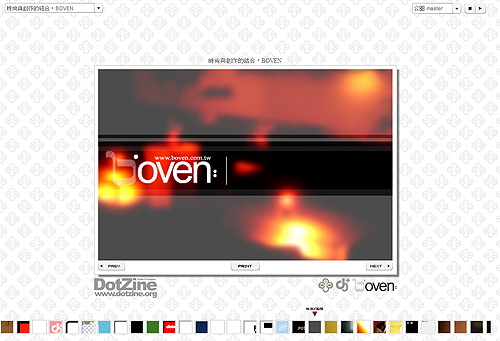 時尚與創作的結合，BOVEN
公園 master
時尚與創作的結合，BOVEN
www.boven.com.tw
boven:
PREV
PRINT
NEXT
DotZine
www.dotzine.org
dj boven: